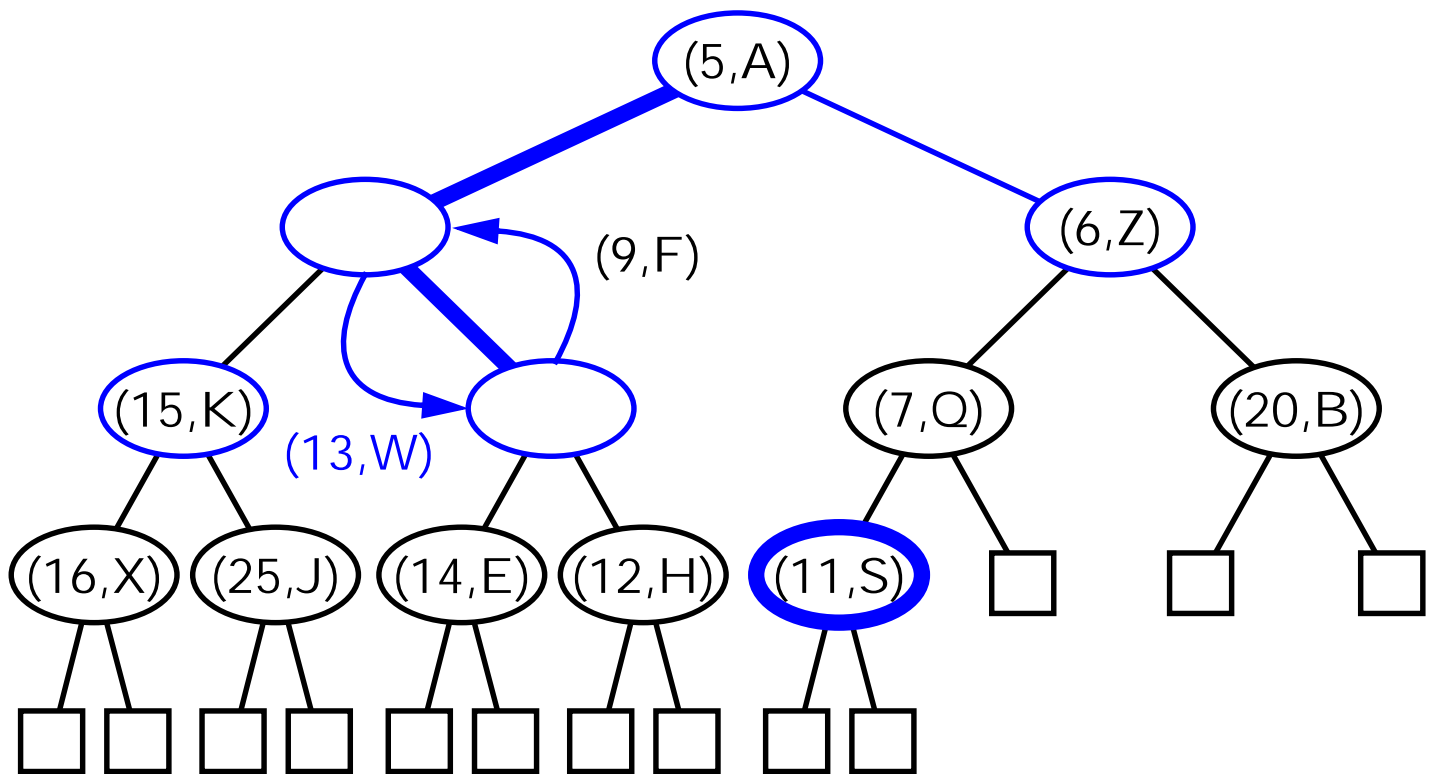 (5,A)
(9,F)
(6,Z)
(15,K)
(13,W)
(7,Q)
(20,B)
(16,X)
(25,J)
(14,E)
(12,H)
(11,S)